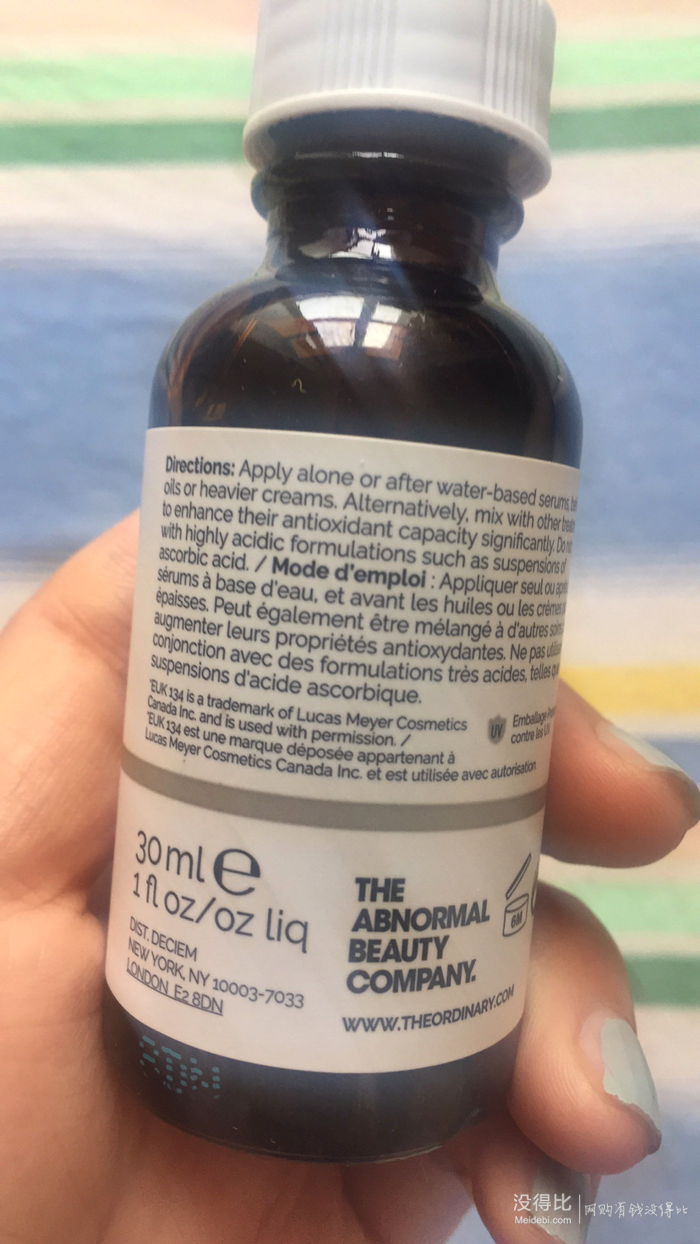 Directions: Apply alone or after water-based serums,
oils or heavier creams. Alternatively, mix with other
to enhance their antioxidant capacity significantly. Do
with highly acidic formulations such as suspensions of
ascorbic acid. / Mode d'emploi : Appliquer seul ou
sérums à base d'eau, et avant les huiles ou les crèmes
épaisses. Peut également être mélangé à d'autres
augmenter leurs propriétés antioxydantes. Ne pas
conjonction avec des formulations très acides, telles
suspensions d'acide ascorbique.
*EUK 134 is a trademark of Lucas Meyer Cosmetics
Canada Inc. and is used with permission. /
*EUK 134 est une marque déposée appartenant à
Lucas Meyer Cosmetics Canada Inc. et est utilisée avec autorisation.
UV
Emballage
contre les UV
30 ml e
1 fl oz/oz liq
DIST. DECIEM
NEW YORK, NY 10003-7033
LONDON E2 8DN
THE
ABNORMAL
BEAUTY
COMPANY.
WWW.THEORDINARY.COM
6M
没得比
Meidebi.com
网购有钱没得比